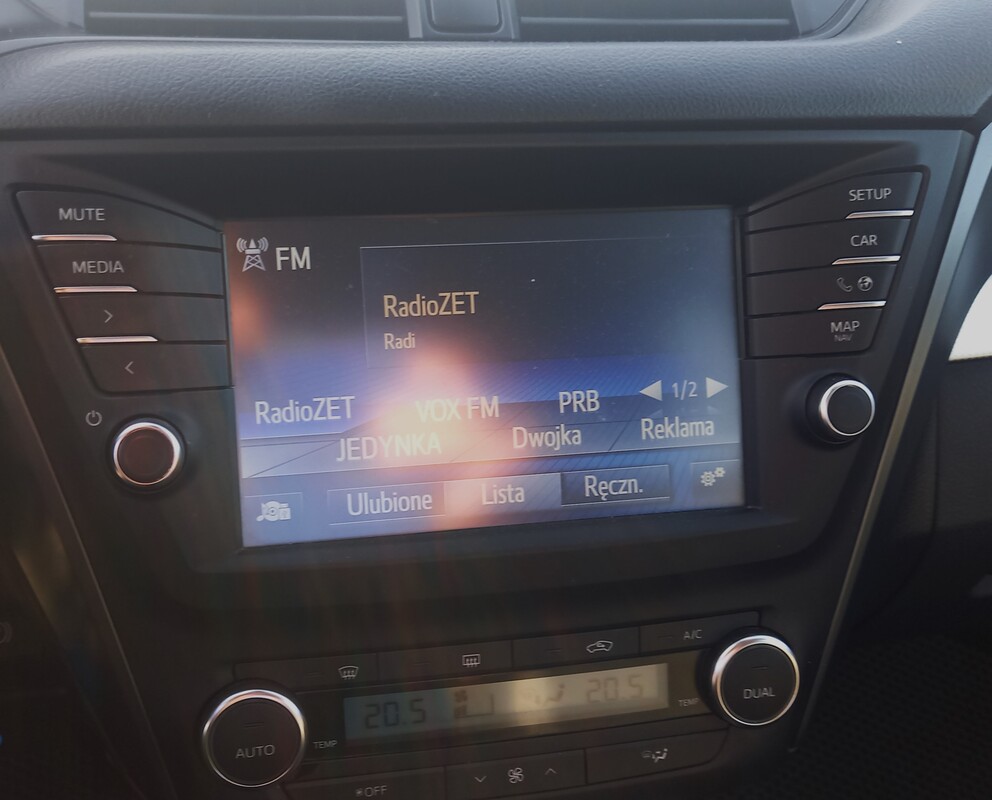 MUTE
SETUP
MEDIA
CAR
MAP
NAV
FM
RadioZET
Radi
RadioZET VOX FM PRB 1/2
JEDYNKA Dwojka Reklama
Ulubione Lista Ręczn.
A/C
20.5 20.5
TEMP TEMP
AUTO DUAL
OFF